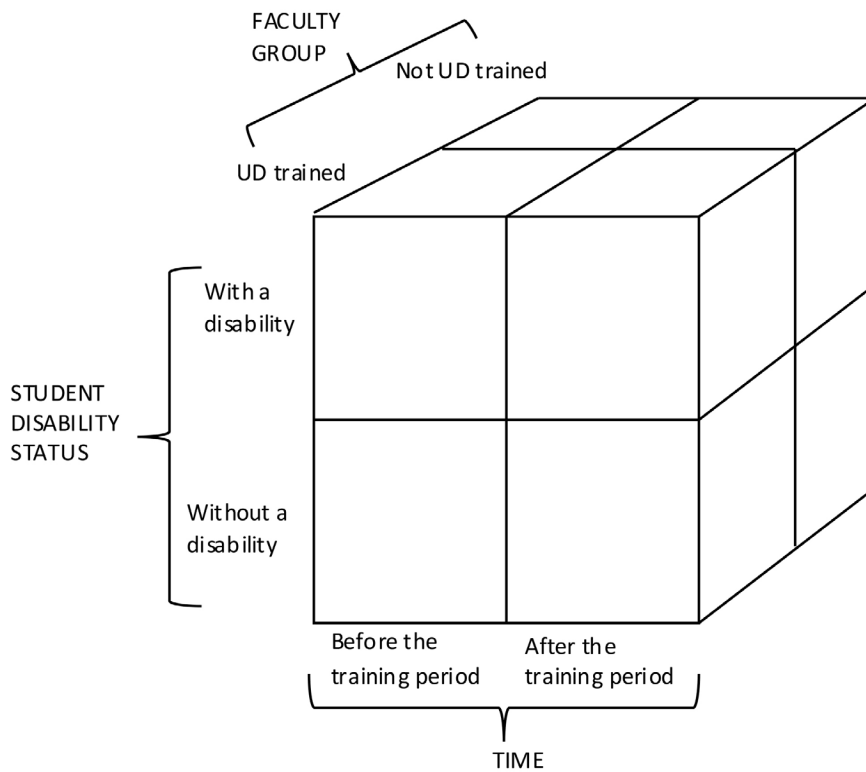 FACULTY
GROUP
Not UD trained
UD trained
With a
disability
STUDENT
DISABILITY
STATUS
Without a
disability
Before the
training period
After the
training period
TIME